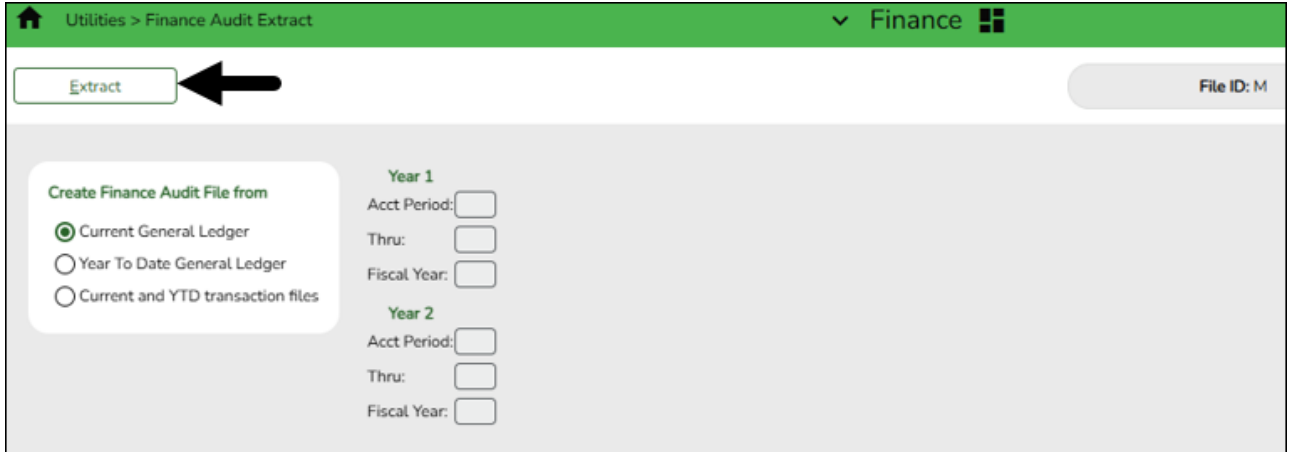 Utilities > Finance Audit Extract
Finance
Extract
File ID: M
Create Finance Audit File from
Current General Ledger
Year To Date General Ledger
Current and YTD transaction files
Year 1
Acct Period:
Thru:
Fiscal Year:
Year 2
Acct Period:
Thru:
Fiscal Year: